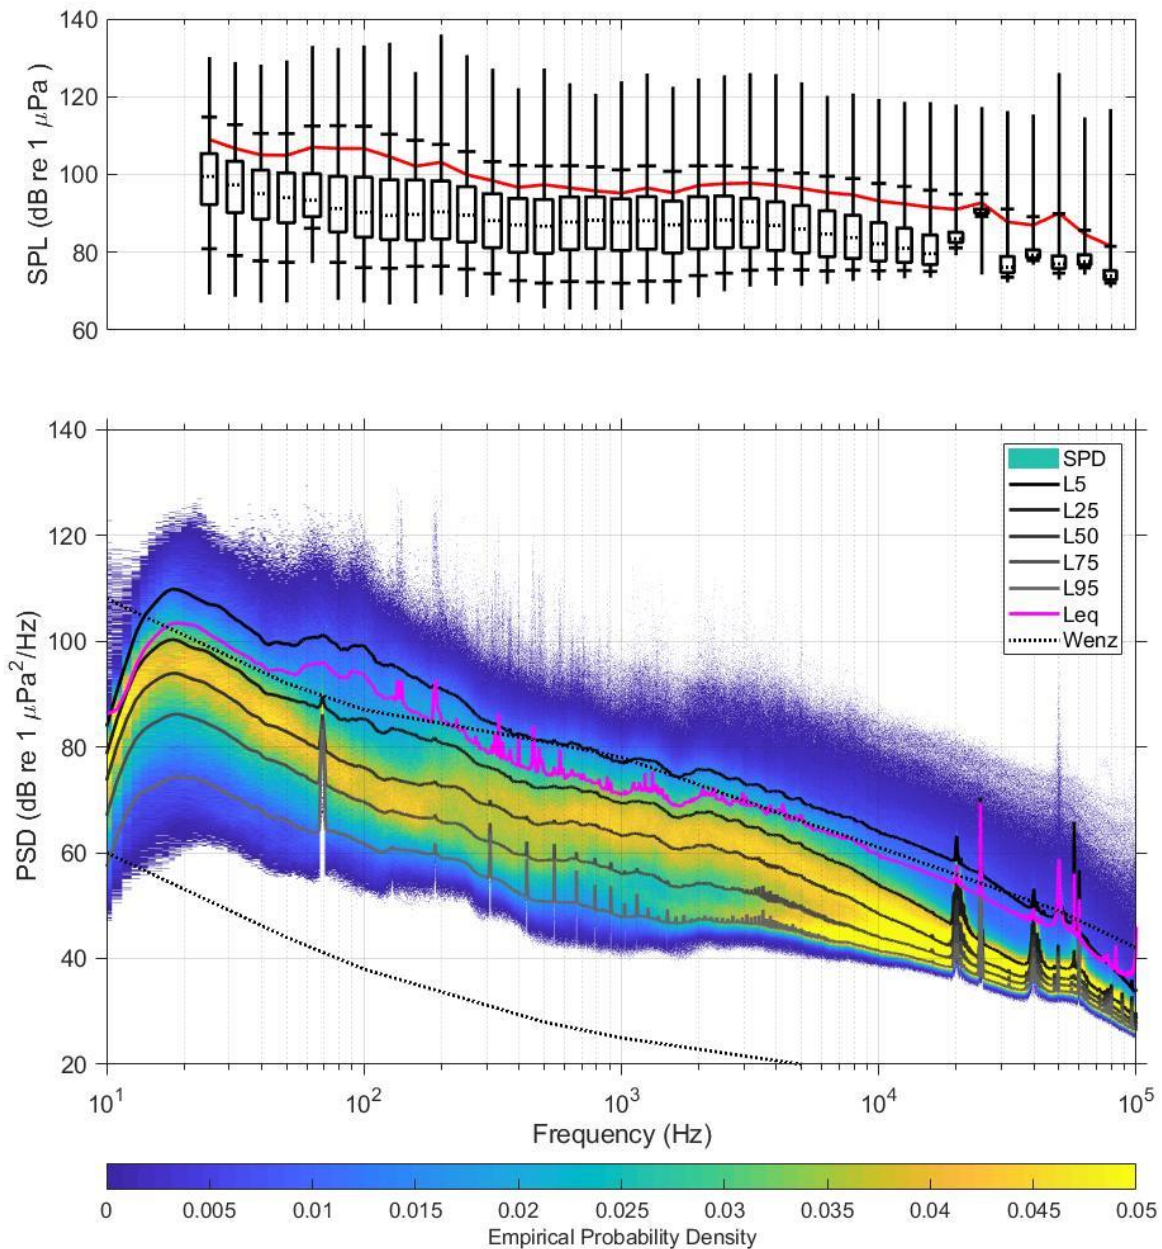 140
120
100
80
60
SPL (dB re 1 μPa )
140
120
100
80
60
40
20
PSD (dB re 1 μPa²/Hz)
SPD
L5
L25
L50
L75
L95
Leq
Wenz
10¹ 10² 10³ 10⁴ 10⁵
Frequency (Hz)
0 0.005 0.01 0.015 0.02 0.025 0.03 0.035 0.04 0.045 0.05
Empirical Probability Density